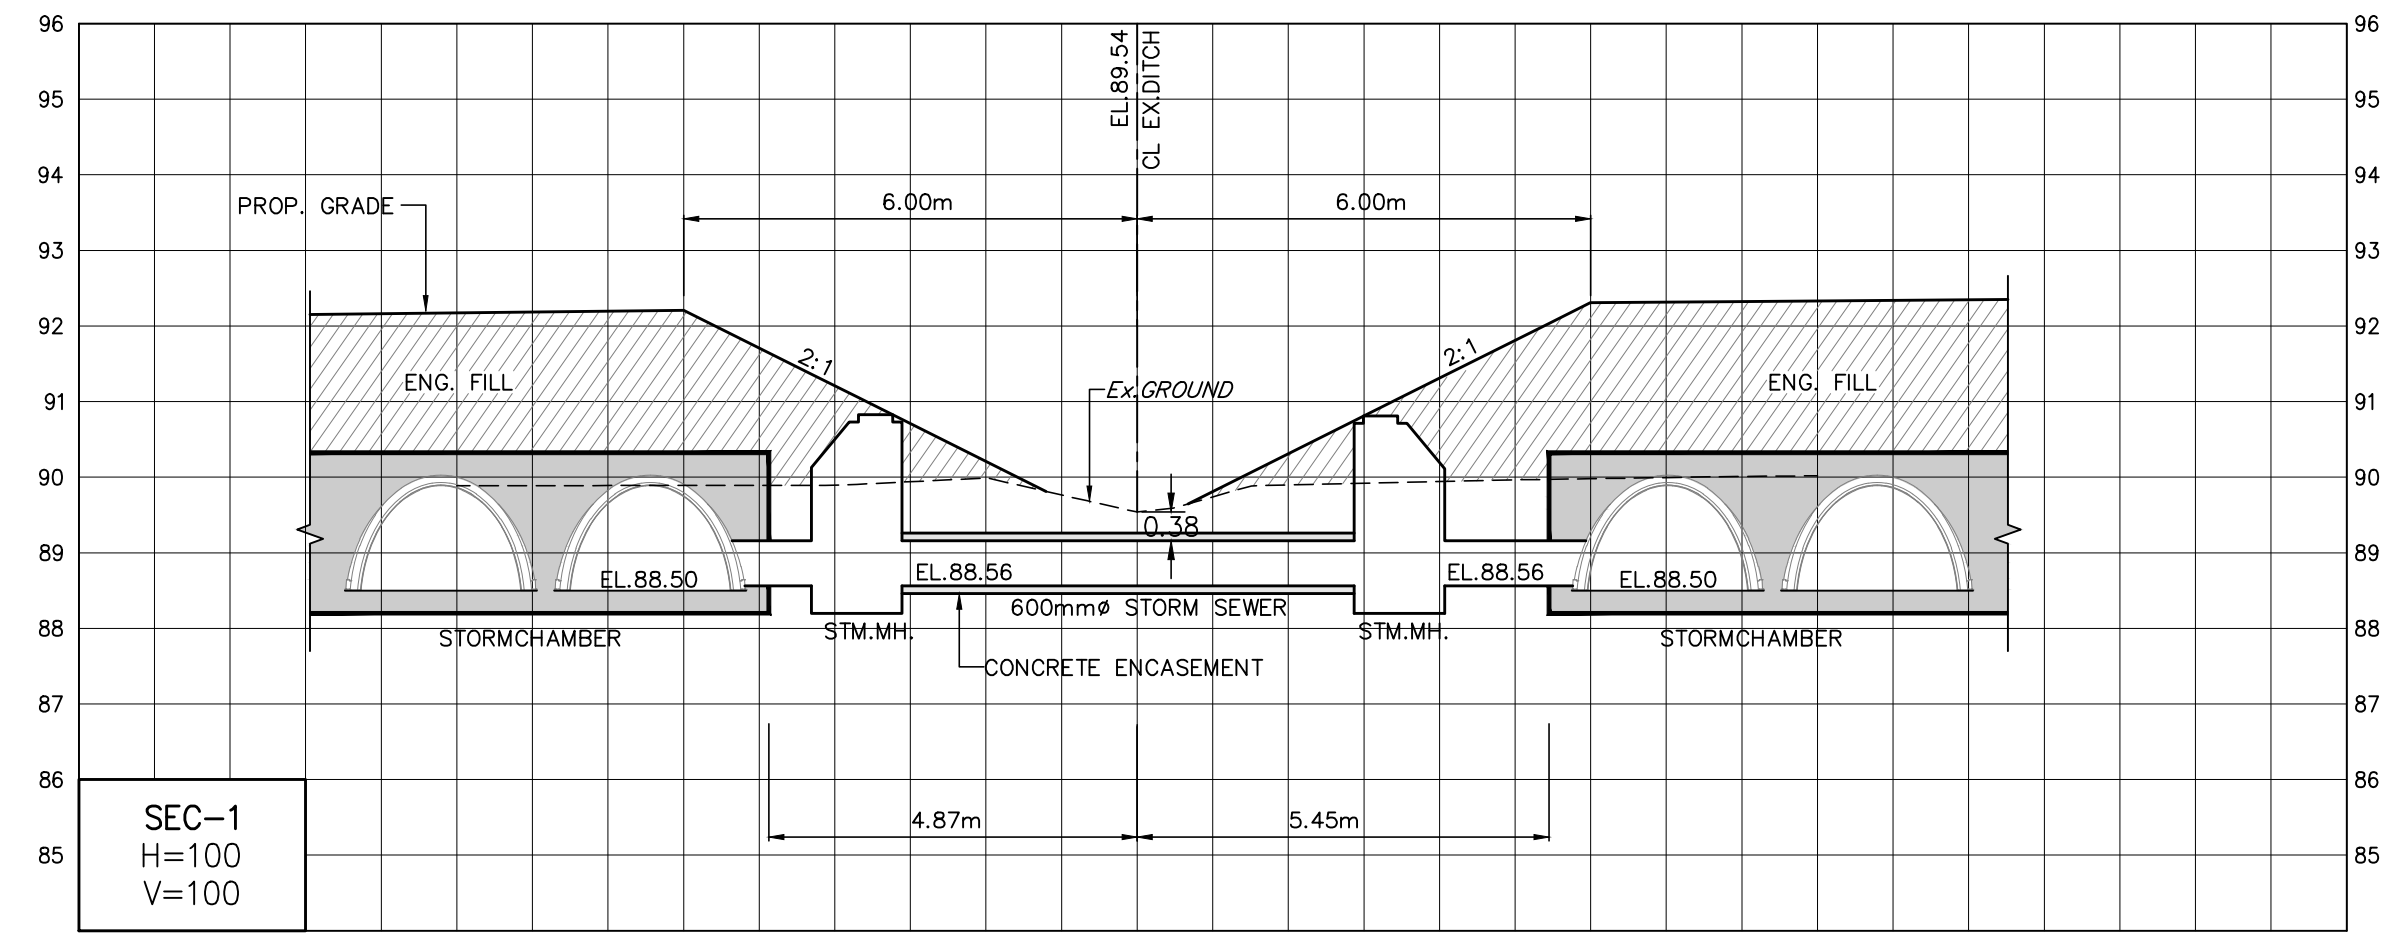 96
96
EL.89.54
CL EX.DITCH
95
95
94
94
PROP. GRADE
6.00m
6.00m
93
93
92
92
2:1
2:1
ENG. FILL
Ex.GROUND
ENG. FILL
91
91
90
90
0.38
89
89
EL.88.50
EL.88.56
EL.88.56
EL.88.50
600mmø STORM SEWER
88
88
STORMCHAMBER
STM.MH.
STM.MH.
STORMCHAMBER
CONCRETE ENCASEMENT
87
87
86
86
SEC-1
4.87m
5.45m
H=100
85
85
V=100